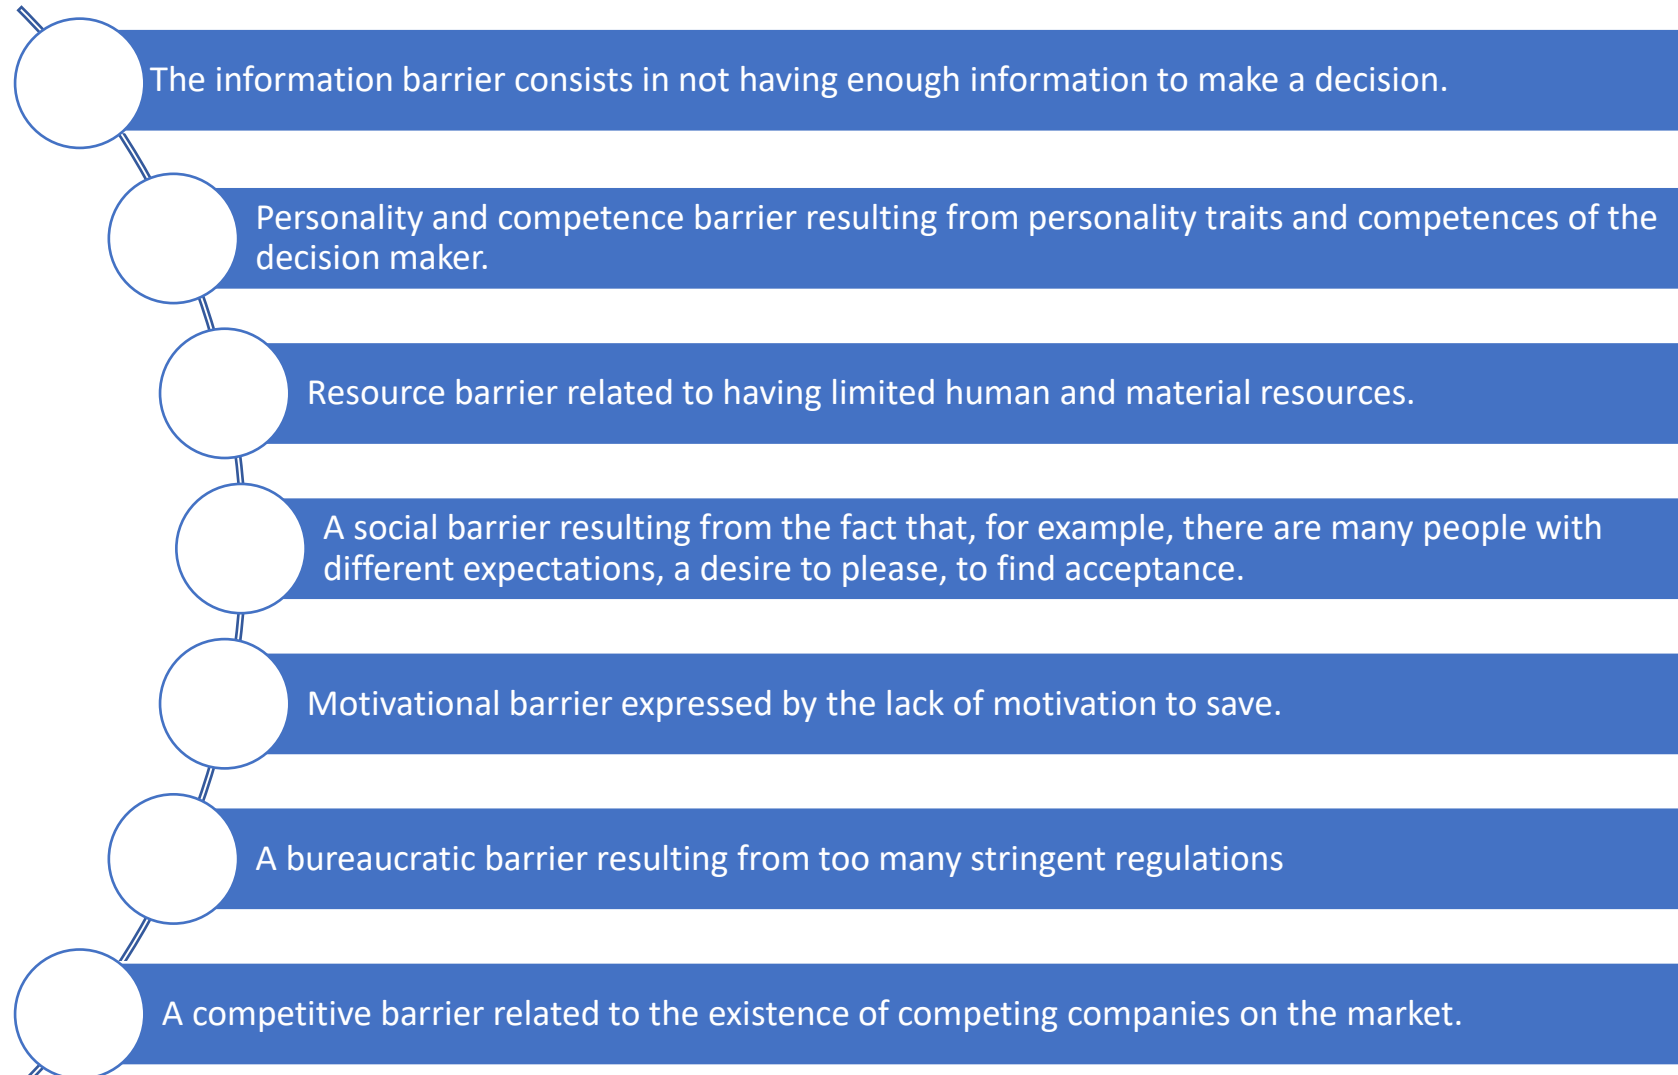 The information barrier consists in not having enough information to make a decision.
Personality and competence barrier resulting from personality traits and competences of the
decision maker.
Resource barrier related to having limited human and material resources.
A social barrier resulting from the fact that, for example, there are many people with
different expectations, a desire to please, to find acceptance.
Motivational barrier expressed by the lack of motivation to save.
A bureaucratic barrier resulting from too many stringent regulations
A competitive barrier related to the existence of competing companies on the market.